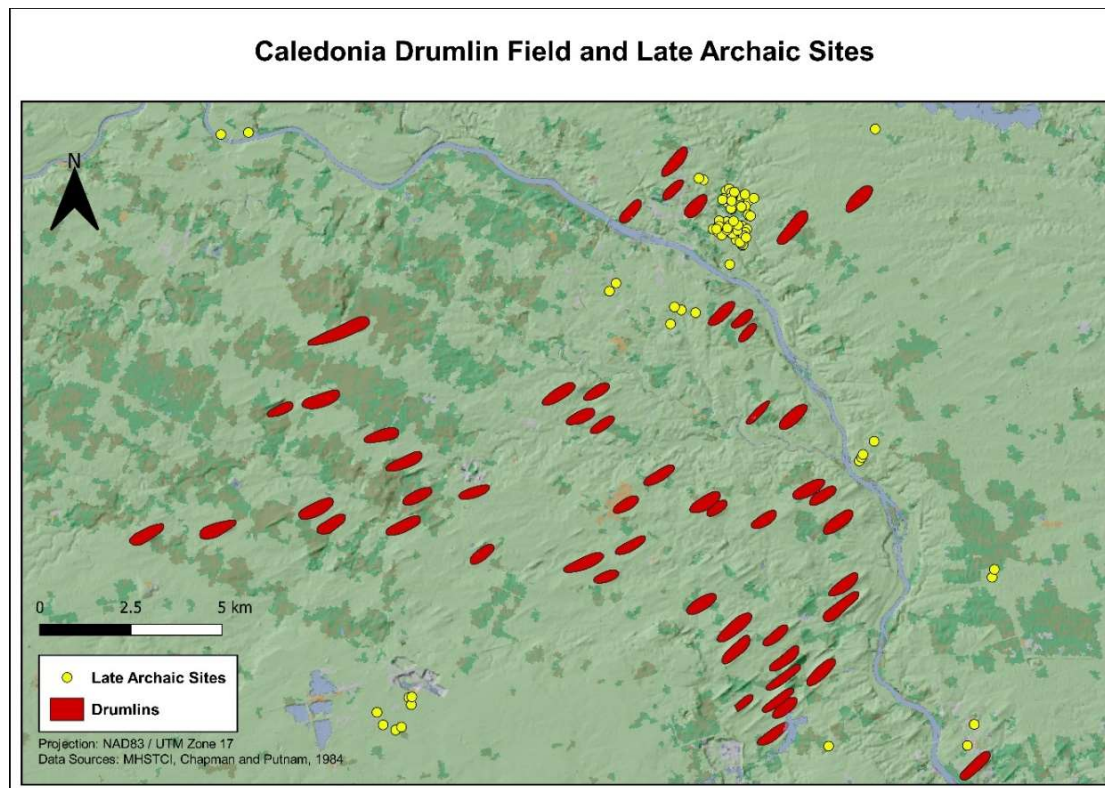 Caledonia Drumlin Field and Late Archaic Sites
N
0 2.5 5 km
Late Archaic Sites
Drumlins
Projection: NAD83 / UTM Zone 17
Data Sources: MHSTCI, Chapman and Putnam, 1984